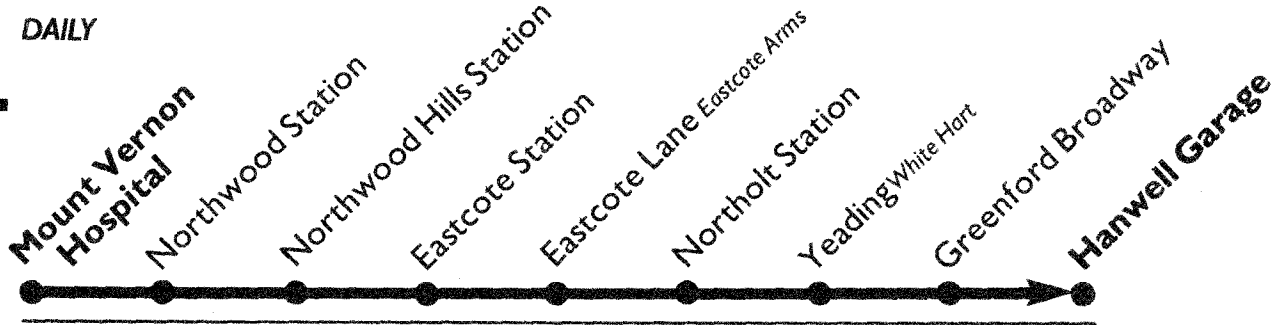 DAILY
Mount Vernon
Hospital
Northwood Station
Northwood Hills Station
Eastcote Station
Eastcote Lane Eastcote Arms
Northolt Station
Yeading White Hart
Greenford Broadway
Hanwell Garage